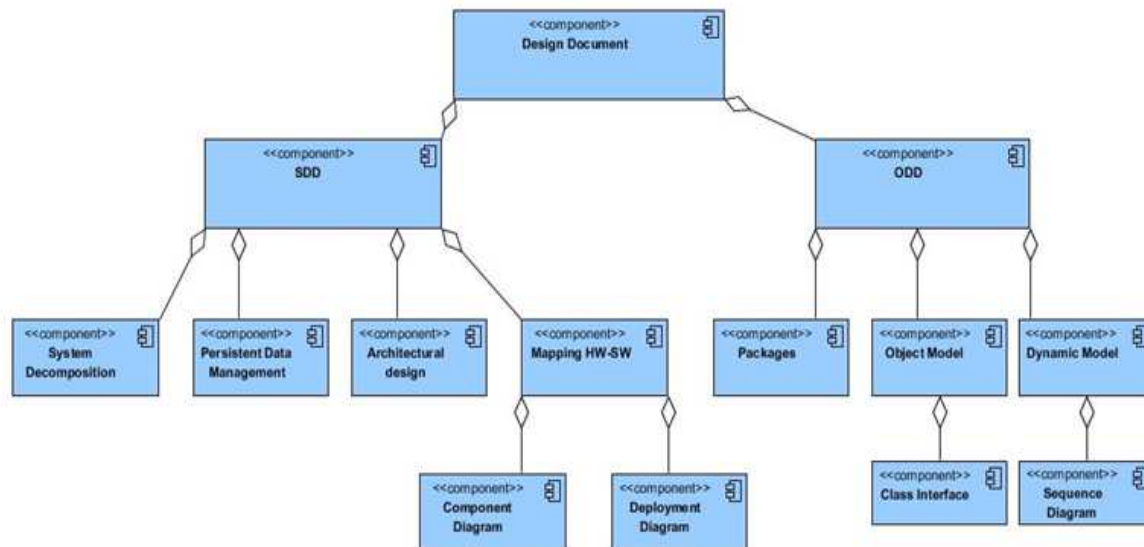 <<component>>
Design Document
<<component>>
SDD
<<component>>
ODD
<<component>>
System
Decomposition
<<component>>
Persistent Data
Management
<<component>>
Architectural
design
<<component>>
Mapping HW-SW
<<component>>
Packages
<<component>>
Object Model
<<component>>
Dynamic Model
<<component>>
Component
Diagram
<<component>>
Deployment
Diagram
<<component>>
Class Interface
<<component>>
Sequence
Diagram